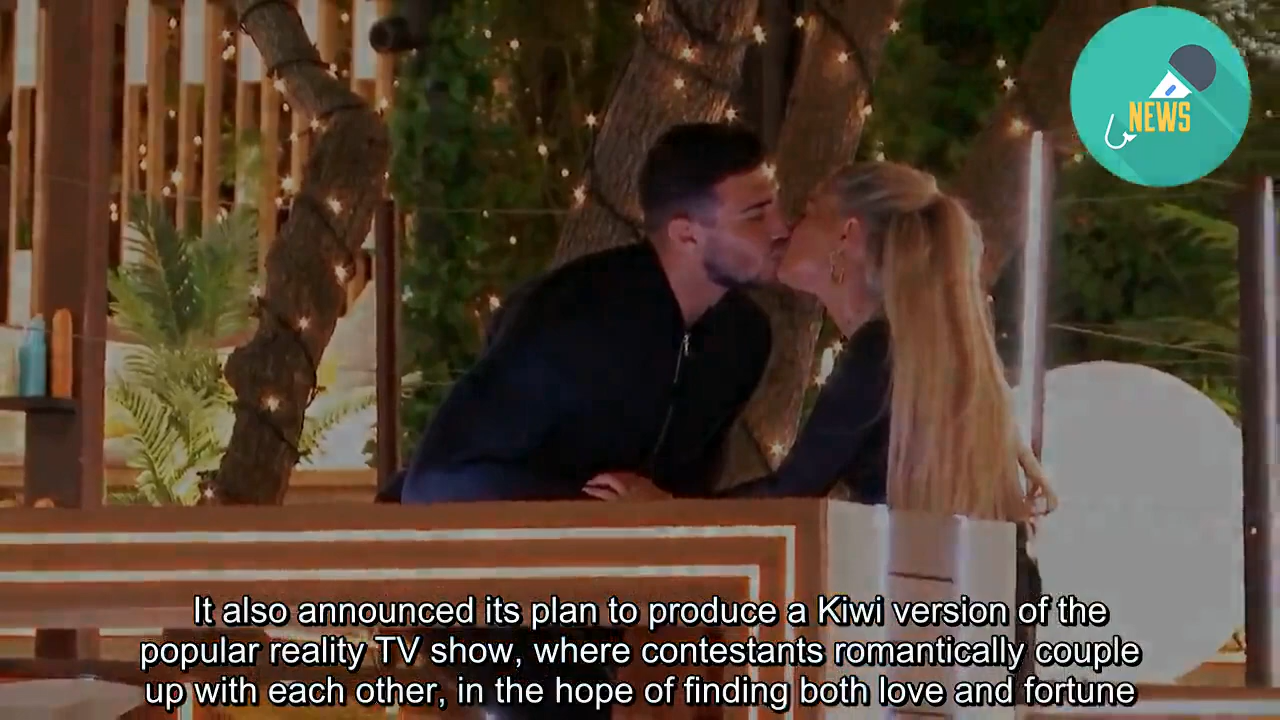 NEWS
It also announced its plan to produce a Kiwi version of the
popular reality TV show, where contestants romantically couple
up with each other, in the hope of finding both love and fortune